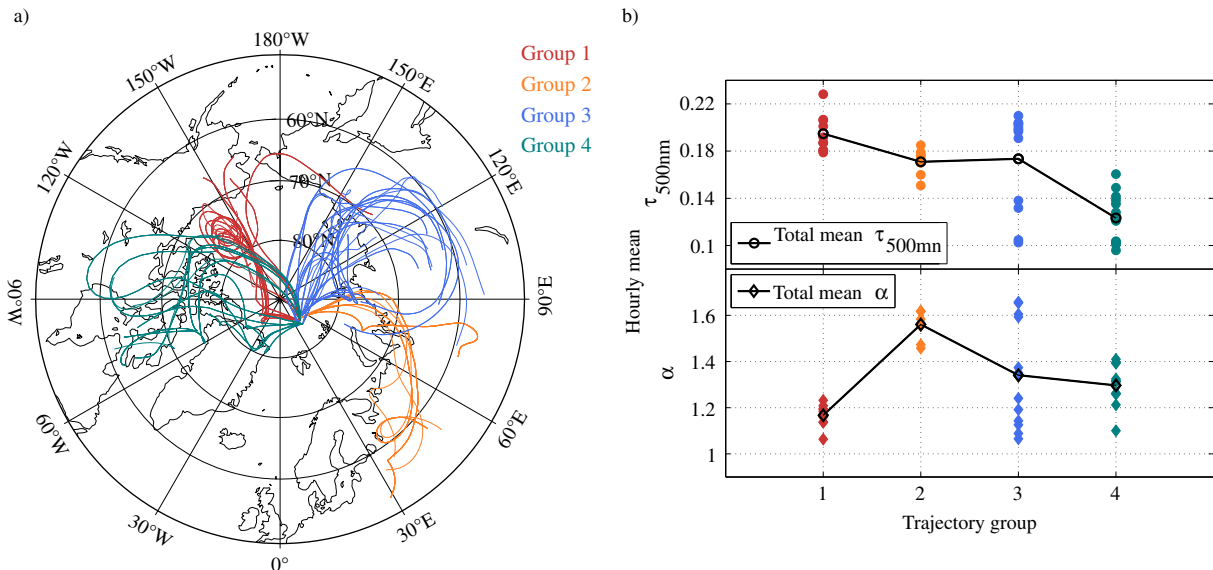 a)
180°W
150°W
150°E
120°W
120°E
90°W
90°E
60°W
60°E
30°W
30°E
0°
60°N
70°N
80°N
Group 1
Group 2
Group 3
Group 4
b)
0.22
0.18
0.14
0.1
τ500nm
Total mean τ500mn
Hourly mean
Total mean α
1.6
1.4
1.2
1
α
1 2 3 4
Trajectory group